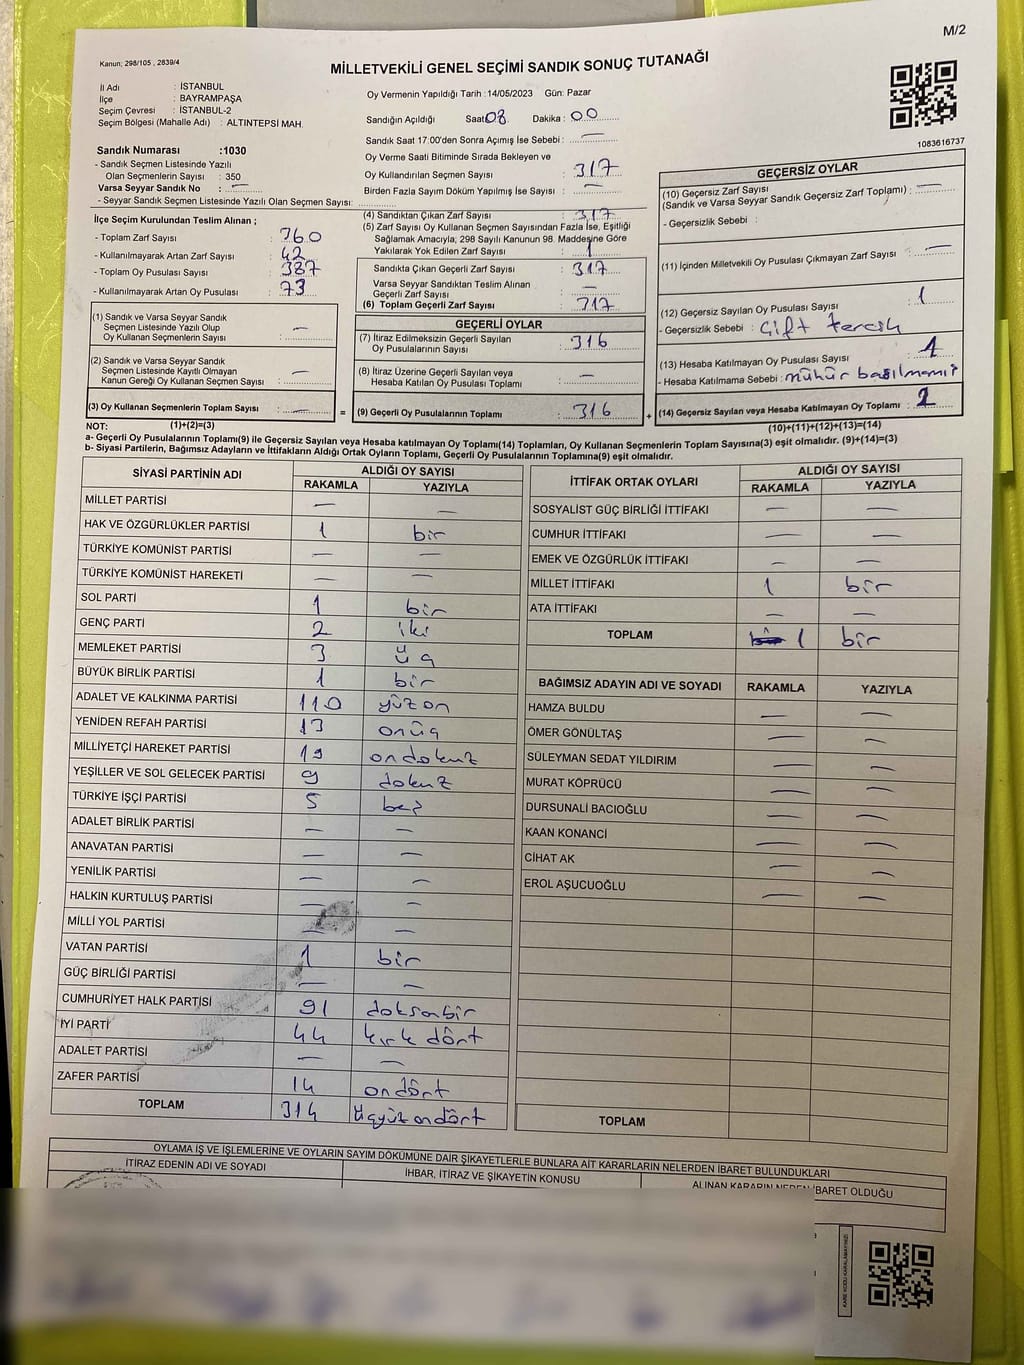 M/2
Kanun; 298/105 , 2839/4
MİLLETVEKİLİ GENEL SEÇİMİ SANDIK SONUÇ TUTANAĞI
İl Adı : İSTANBUL
İlçe : BAYRAMPAŞA
Seçim Çevresi : İSTANBUL-2
Seçim Bölgesi (Mahalle Adı) : ALTINTEPSİ MAH.
Oy Vermenin Yapıldığı Tarih :14/05/2023 Gün: Pazar
Sandığın Açıldığı Saat: 08 Dakika : 00
Sandık Saat 17:00'den Sonra Açımış İse Sebebi : —
1083616737
Sandık Numarası :1030
- Sandık Seçmen Listesinde Yazılı
Olan Seçmenlerin Sayısı : 350
Varsa Seyyar Sandık No : —
- Seyyar Sandık Seçmen Listesinde Yazılı Olan Seçmen Sayısı:
Oy Verme Saati Bitiminde Sırada Bekleyen ve
Oy Kullandırılan Seçmen Sayısı : 317
Birden Fazla Sayım Döküm Yapılmış İse Sayısı : —
İlçe Seçim Kurulundan Teslim Alınan ;
- Toplam Zarf Sayısı : 360
- Kullanılmayarak Artan Zarf Sayısı : 42
- Toplam Oy Pusulası Sayısı : 387
- Kullanılmayarak Artan Oy Pusulası : 73
(4) Sandıktan Çıkan Zarf Sayısı : 317
(5) Zarf Sayısı Oy Kullanan Seçmen Sayısından Fazla İse, Eşitliği
Sağlamak Amacıyla; 298 Sayılı Kanunun 98. Maddesine Göre
Yakılarak Yok Edilen Zarf Sayısı : 1
Sandıkta Çıkan Geçerli Zarf Sayısı : 317
Varsa Seyyar Sandıktan Teslim Alınan
Geçerli Zarf Sayısı : —
(6) Toplam Geçerli Zarf Sayısı : 317
GEÇERSİZ OYLAR
(10) Geçersiz Zarf Sayısı
(Sandık ve Varsa Seyyar Sandık Geçersiz Zarf Toplamı) : —
- Geçersizlik Sebebi :
(11) İçinden Milletvekili Oy Pusulası Çıkmayan Zarf Sayısı : —
(12) Geçersiz Sayılan Oy Pusulası Sayısı : 1
- Geçersizlik Sebebi : Çift tercih
(13) Hesaba Katılmayan Oy Pusulası Sayısı : 1
- Hesaba Katılmama Sebebi : mühür basılmamış
(14) Geçersiz Sayılan veya Hesaba Katılmayan Oy Toplamı :
(10)+(11)+(12)+(13)=(14)
(1) Sandık ve Varsa Seyyar Sandık
Seçmen Listesinde Yazılı Olup
Oy Kullanan Seçmenlerin Sayısı : —
(2) Sandık ve Varsa Seyyar Sandık
Seçmen Listesinde Kayıtlı Olmayan
Kanun Gereği Oy Kullanan Seçmen Sayısı : —
(3) Oy Kullanan Seçmenlerin Toplam Sayısı : —
(1)+(2)=(3)
=
GEÇERLİ OYLAR
(7) İtiraz Edilmeksizin Geçerli Sayılan
Oy Pusulalarının Sayısı : 316
(8) İtiraz Üzerine Geçerli Sayılan veya
Hesaba Katılan Oy Pusulası Toplamı : —
(9) Geçerli Oy Pusulalarının Toplamı : 316
+
NOT:
a- Geçerli Oy Pusulalarının Toplamı(9) ile Geçersiz Sayılan veya Hesaba katılmayan Oy Toplamı(14) Toplamları, Oy Kullanan Seçmenlerin Toplam Sayısına(3) eşit olmalıdır. (9)+(14)=(3)
b- Siyasi Partilerin, Bağımsız Adayların ve İttifakların Aldığı Ortak Oyların Toplamı, Geçerli Oy Pusulalarının Toplamına(9) eşit olmalıdır.
SİYASİ PARTİNİN ADI ALDIĞI OY SAYISI
RAKAMLA YAZIYLA
MİLLET PARTİSİ — —
HAK VE ÖZGÜRLÜKLER PARTİSİ 1 bir
TÜRKİYE KOMÜNİST PARTİSİ — —
TÜRKİYE KOMÜNİST HAREKETİ — —
SOL PARTİ 1 bir
GENÇ PARTİ 2 iki
MEMLEKET PARTİSİ 3 üç
BÜYÜK BİRLİK PARTİSİ 1 bir
ADALET VE KALKINMA PARTİSİ 110 yüzon
YENİDEN REFAH PARTİSİ 13 onüç
MİLLİYETÇİ HAREKET PARTİSİ 19 ondokuz
YEŞİLLER VE SOL GELECEK PARTİSİ 9 dokuz
TÜRKİYE İŞÇİ PARTİSİ 5 beş
ADALET BİRLİK PARTİSİ — —
ANAVATAN PARTİSİ — —
YENİLİK PARTİSİ — —
HALKIN KURTULUŞ PARTİSİ — —
MİLLİ YOL PARTİSİ — —
VATAN PARTİSİ 1 bir
GÜÇ BİRLİĞİ PARTİSİ — —
CUMHURİYET HALK PARTİSİ 91 doksanbir
İYİ PARTİ 44 kırk dört
ADALET PARTİSİ — —
ZAFER PARTİSİ 14 ondört
TOPLAM 314 üçyüzondört
İTTİFAK ORTAK OYLARI ALDIĞI OY SAYISI
RAKAMLA YAZIYLA
SOSYALİST GÜÇ BİRLİĞİ İTTİFAKI — —
CUMHUR İTTİFAKI — —
EMEK VE ÖZGÜRLÜK İTTİFAKI — —
MİLLET İTTİFAKI 1 bir
ATA İTTİFAKI — —
TOPLAM 1 bir
BAĞIMSIZ ADAYIN ADI VE SOYADI RAKAMLA YAZIYLA
HAMZA BULDU — —
ÖMER GÖNÜLTAŞ — —
SÜLEYMAN SEDAT YILDIRIM — —
MURAT KÖPRÜCÜ — —
DURSUNALİ BACIOĞLU — —
KAAN KONANCİ — —
CİHAT AK — —
EROL AŞUCUOĞLU — —
TOPLAM
OYLAMA İŞ VE İŞLEMLERİNE VE OYLARIN SAYIM DÖKÜMÜNE DAİR ŞİKAYETLERLE BUNLARA AİT KARARLARIN NELERDEN İBARET BULUNDUKLARI
İTİRAZ EDENİN ADI VE SOYADI İHBAR, İTİRAZ VE ŞİKAYETİN KONUSU ALINAN KARARIN NEDEN İBARET OLDUĞU
KARE KODU KARALAMAYINIZ!